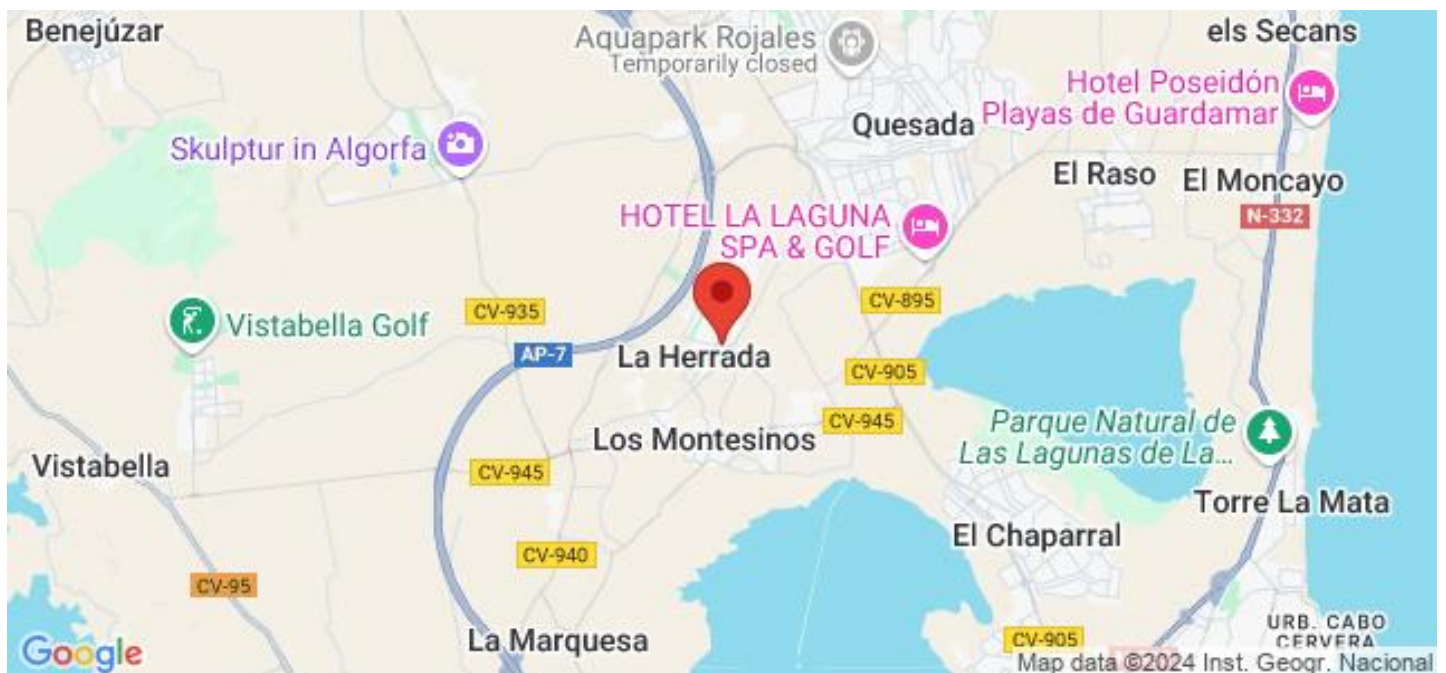 Benejúzar
Aquapark Rojales
Temporarily closed
els Secans
Hotel Poseidón
Playas de Guardamar
Quesada
Skulptur in Algorfa
El Raso
El Moncayo
N-332
HOTEL LA LAGUNA
SPA & GOLF
CV-935
CV-895
Vistabella Golf
AP-7
La Herrada
CV-905
CV-945
Los Montesinos
Parque Natural de
Las Lagunas de La...
Vistabella
CV-945
Torre La Mata
El Chaparral
CV-940
CV-95
La Marquesa
CV-905
URB. CABO
CERVERA
Google
Map data ©2024 Inst. Geogr. Nacional